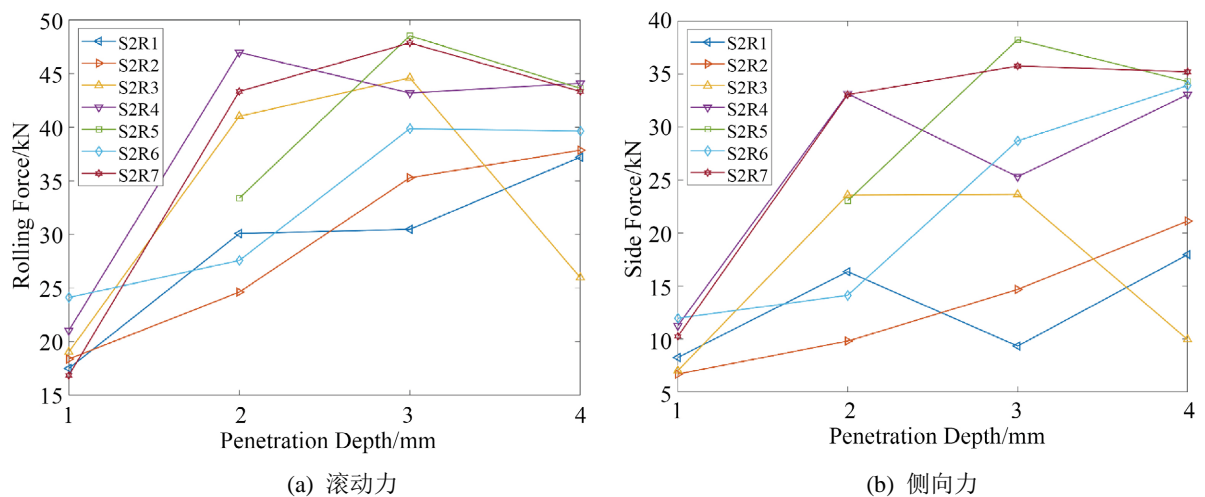 50
45
40
35
30
25
20
15
Rolling Force/kN
S2R1
S2R2
S2R3
S2R4
S2R5
S2R6
S2R7
1 2 3 4
Penetration Depth/mm
(a) 滚动力
40
35
30
25
20
15
10
5
Side Force/kN
S2R1
S2R2
S2R3
S2R4
S2R5
S2R6
S2R7
1 2 3 4
Penetration Depth/mm
(b) 侧向力